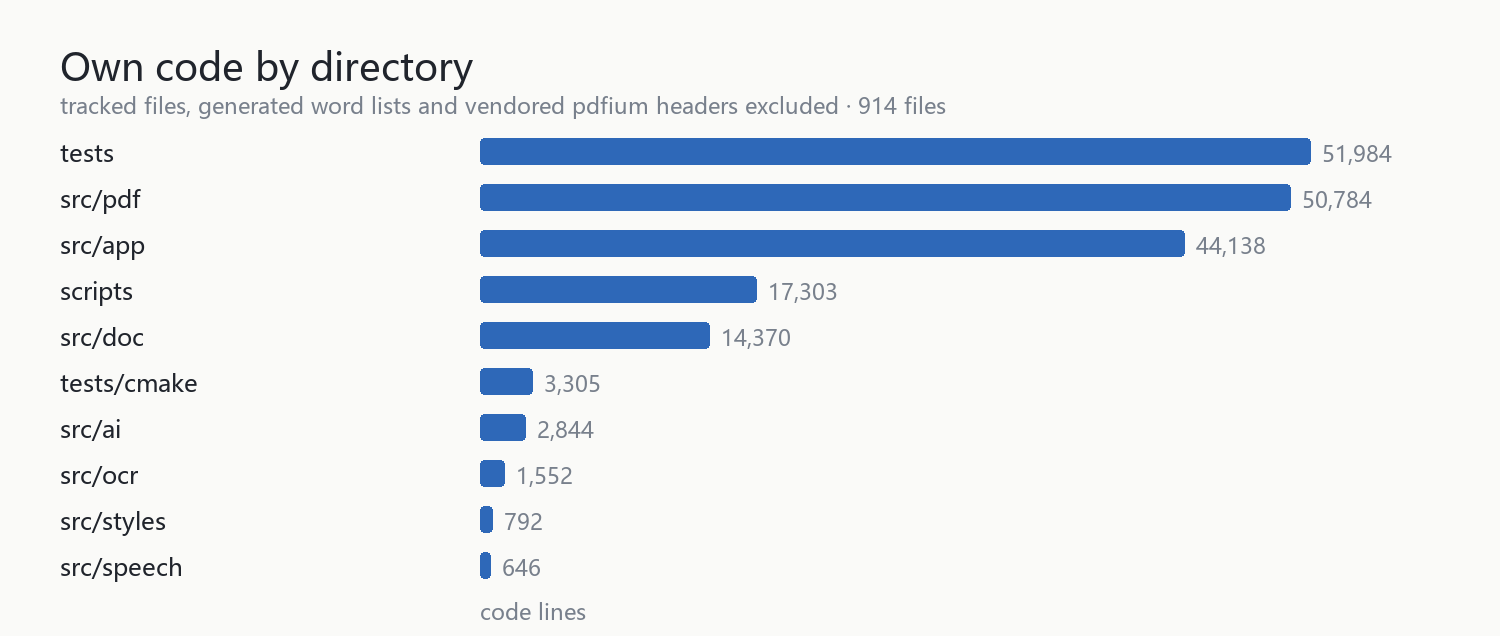 Own code by directory
tracked files, generated word lists and vendored pdfium headers excluded · 914 files
tests 51,984
src/pdf 50,784
src/app 44,138
scripts 17,303
src/doc 14,370
tests/cmake 3,305
src/ai 2,844
src/ocr 1,552
src/styles 792
src/speech 646
code lines